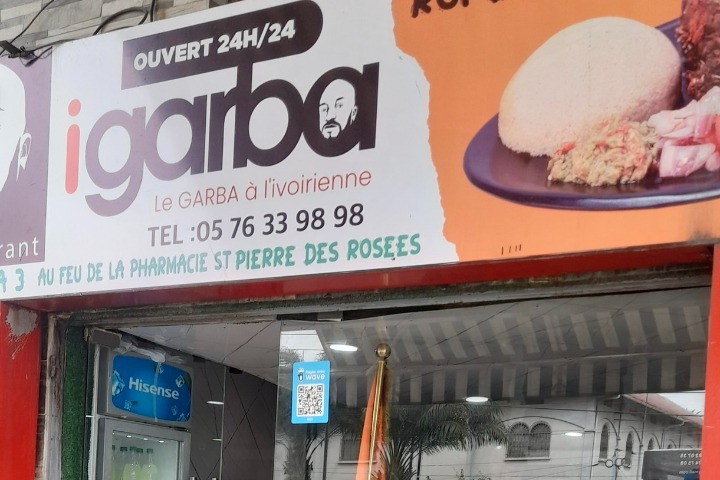 OUVERT 24H/24
igarba
Le GARBA à l'ivoirienne
TEL :05 76 33 98 98
A 3 AU FEU DE LA PHARMACIE ST PIERRE DES ROSEES
rant
Hisense
wave